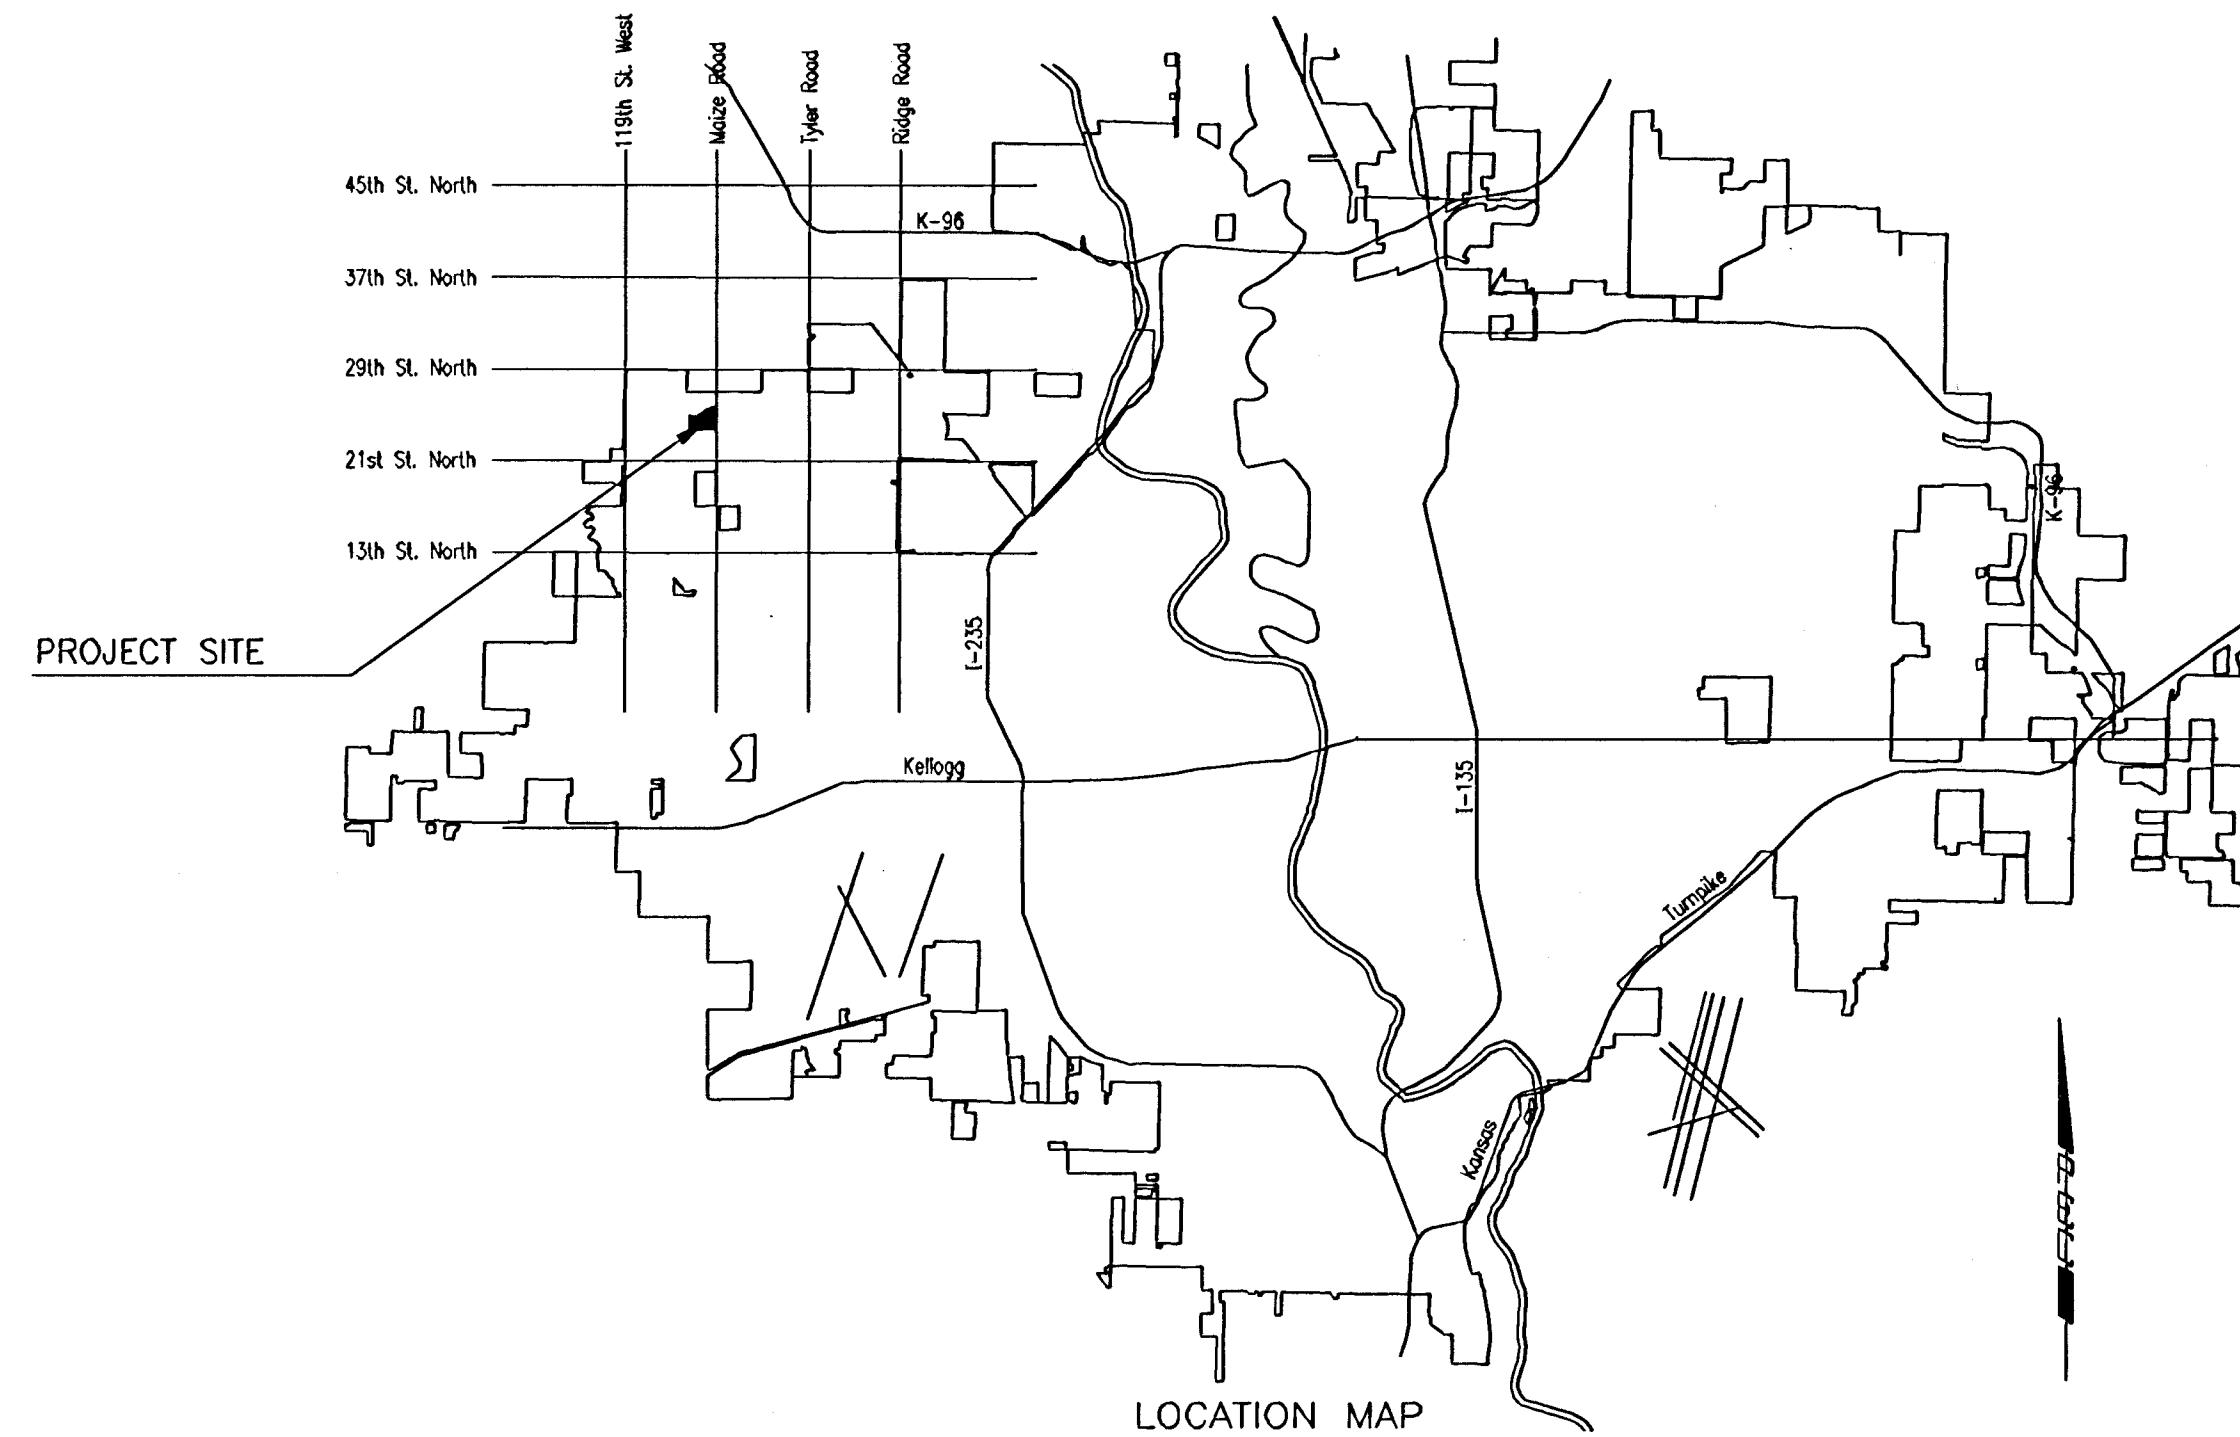 119th St. West
Maize Road
Tyler Road
Ridge Road
45th St. North
K-96
37th St. North
29th St. North
21st St. North
13th St. North
K-96
PROJECT SITE
I-235
Kellogg
I-135
Turnpike
Kansas
LOCATION MAP